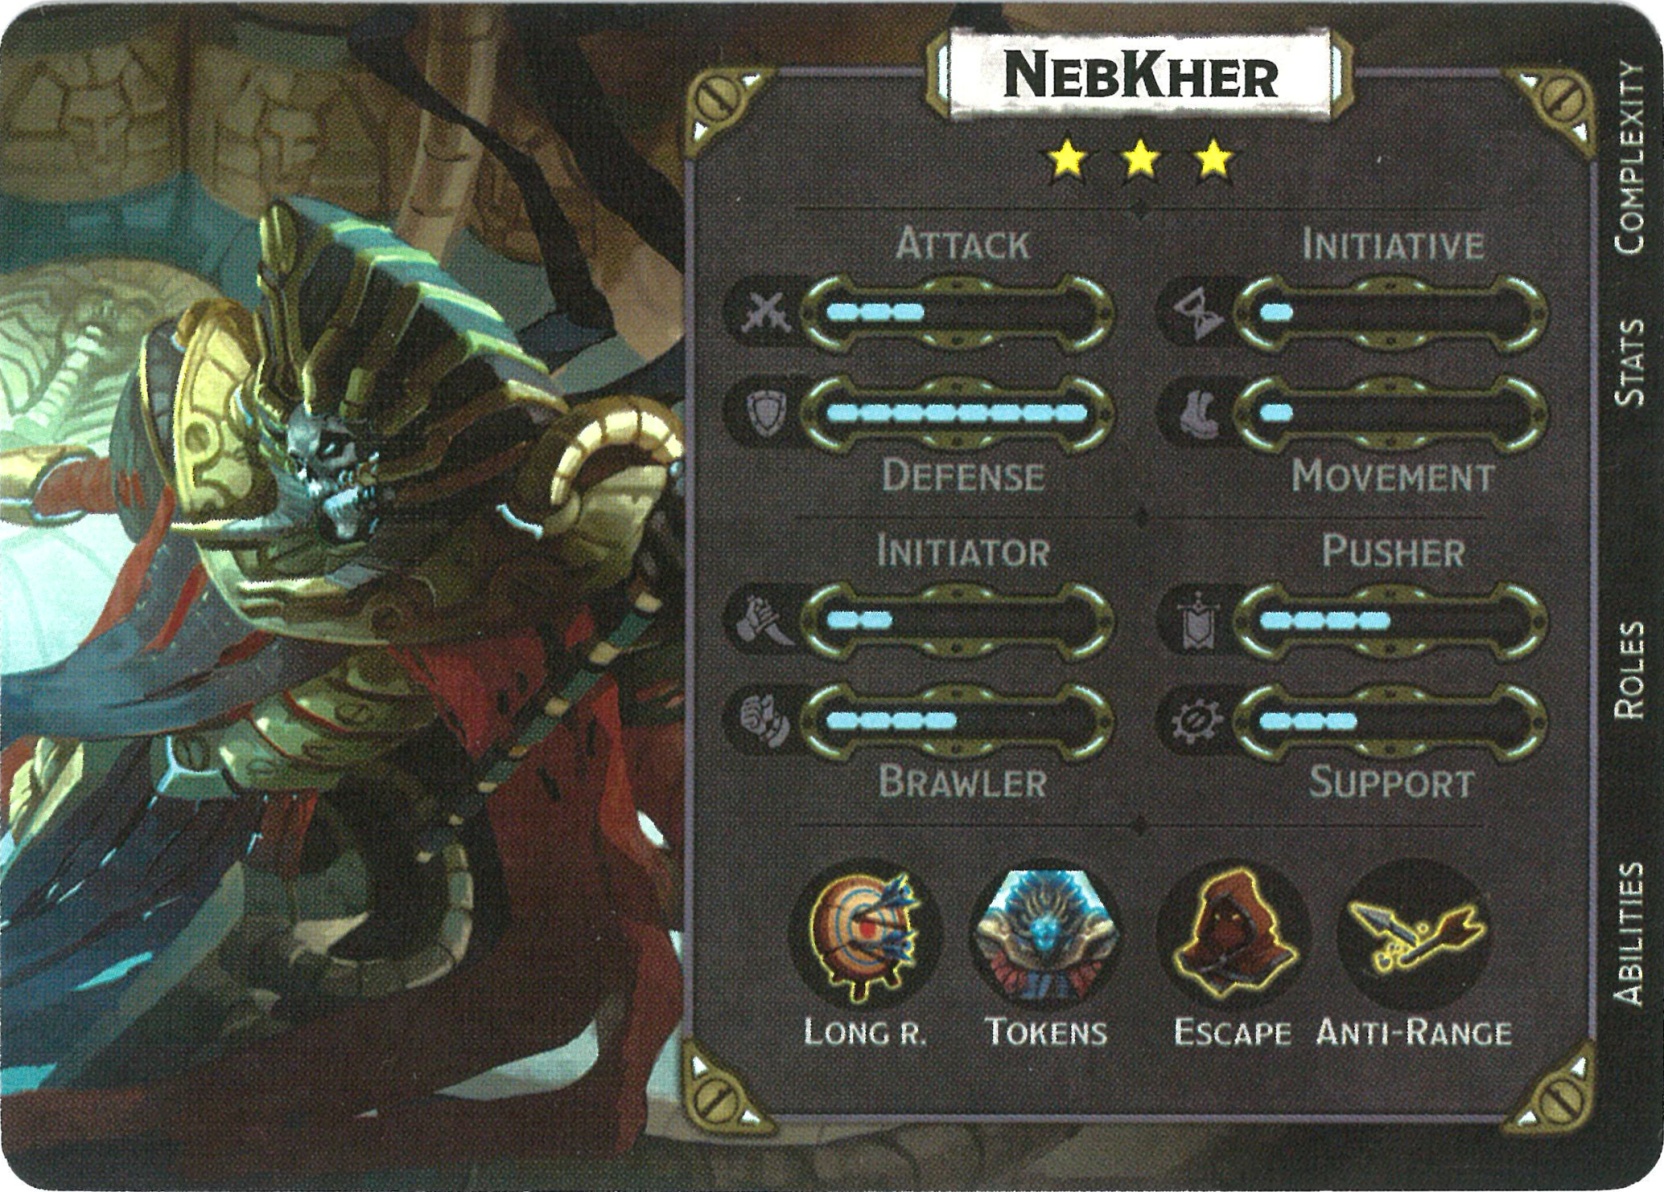 NEBKHER
ATTACK
INITIATIVE
DEFENSE
MOVEMENT
INITIATOR
PUSHER
BRAWLER
SUPPORT
LONG R.
TOKENS
ESCAPE
ANTI-RANGE
COMPLEXITY
STATS
ROLES
ABILITIES